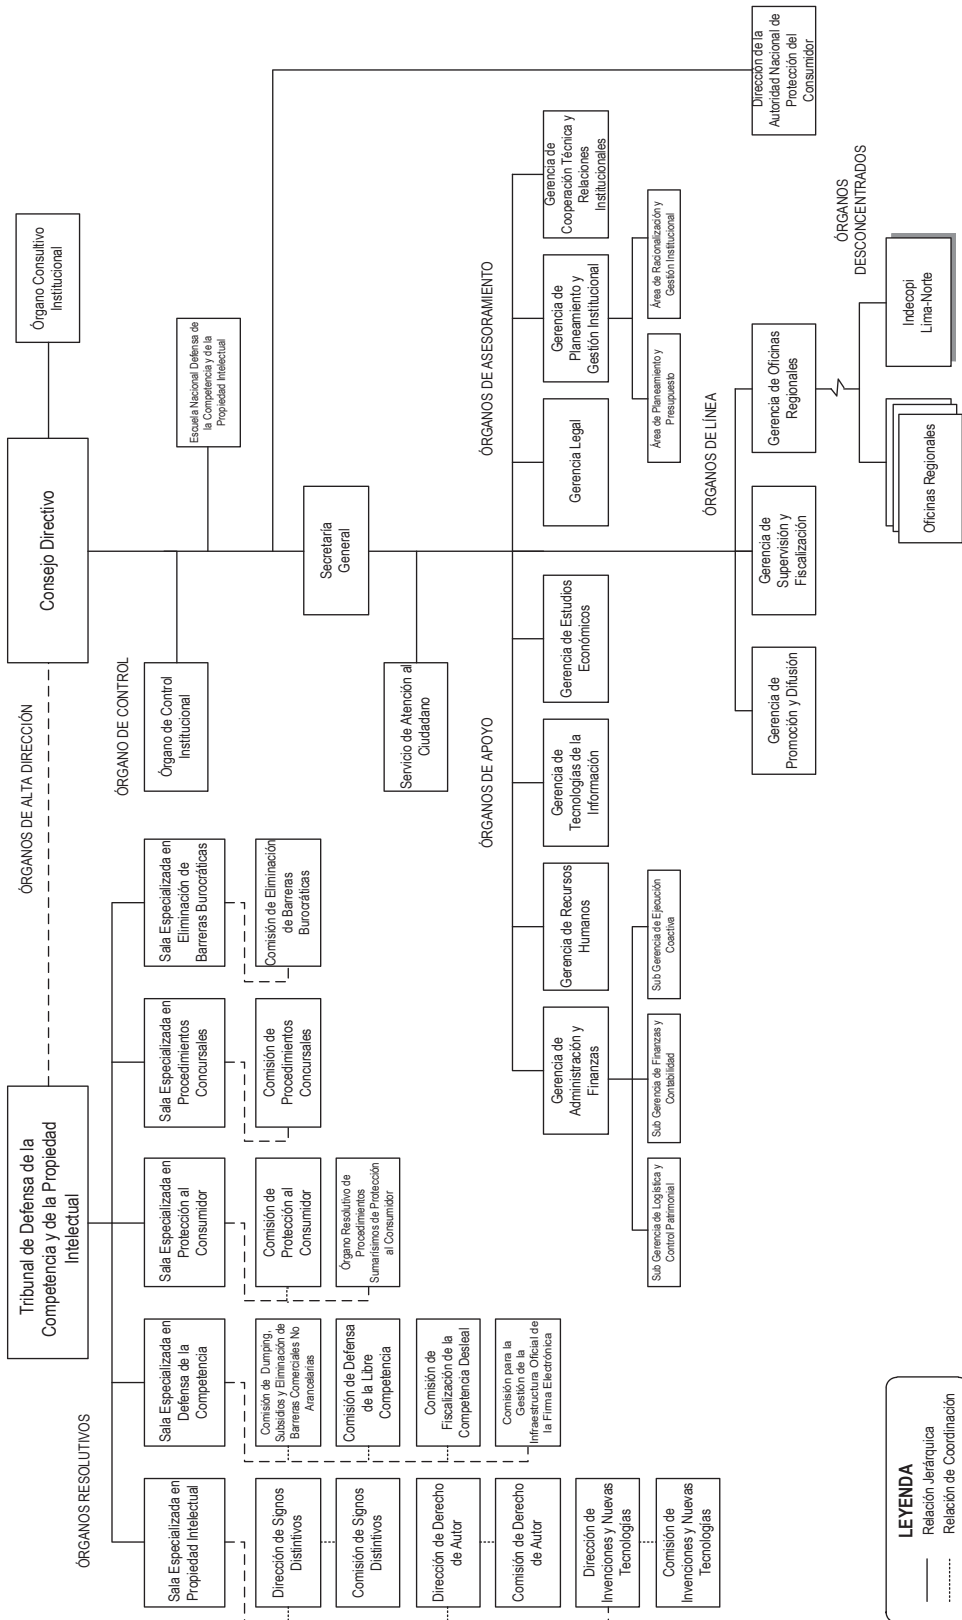 ÓRGANOS DE ALTA DIRECCIÓN
Tribunal de Defensa de la
Competencia y de la Propiedad
Intelectual
Consejo Directivo
Órgano Consultivo
Institucional
ÓRGANOS RESOLUTIVOS
Sala Especializada en
Propiedad Intelectual
Dirección de Signos
Distintivos
Comisión de Signos
Distintivos
Dirección de Derecho
de Autor
Comisión de Derecho
de Autor
Dirección de
Invenciones y Nuevas
Tecnologías
Comisión de
Invenciones y Nuevas
Tecnologías
Sala Especializada en
Defensa de la
Competencia
Comisión de Dumping,
Subsidios y Eliminación de
Barreras Comerciales No
Arancelarias
Comisión de Defensa
de la Libre
Competencia
Comisión de
Fiscalización de la
Competencia Desleal
Comisión para la
Gestión de la
Infraestructura Oficial de
la Firma Electrónica
Sala Especializada en
Protección al
Consumidor
Comisión de
Protección al
Consumidor
Órgano Resolutivo de
Procedimientos
Sumarísimos de Protección
al Consumidor
Sala Especializada en
Procedimientos
Concursales
Comisión de
Procedimientos
Concursales
Sala Especializada en
Eliminación de
Barreras Burocráticas
Comisión de Eliminación
de Barreras
Burocráticas
ÓRGANO DE CONTROL
Órgano de Control
Institucional
Escuela Nacional Defensa de
la Competencia y de la
Propiedad Intelectual
Secretaría
General
Servicio de Atención al
Ciudadano
ÓRGANOS DE APOYO
Gerencia de
Administración y
Finanzas
Sub Gerencia de Logística y
Control Patrimonial
Sub Gerencia de Finanzas y
Contabilidad
Sub Gerencia de Ejecución
Coactiva
Gerencia de Recursos
Humanos
Gerencia de
Tecnologías de la
Información
Gerencia de Estudios
Económicos
ÓRGANOS DE ASESORAMIENTO
Gerencia Legal
Gerencia de
Planeamiento y
Gestión Institucional
Área de Planeamiento y
Presupuesto
Área de Racionalización y
Gestión Institucional
Gerencia de
Cooperación Técnica y
Relaciones
Institucionales
Dirección de la
Autoridad Nacional de
Protección del
Consumidor
ÓRGANOS DE LÍNEA
Gerencia de
Promoción y Difusión
Gerencia de
Supervisión y
Fiscalización
Gerencia de Oficinas
Regionales
ÓRGANOS
DESCONCENTRADOS
Oficinas Regionales
Indecopi
Lima-Norte
LEYENDA
Relación Jerárquica
Relación de Coordinación